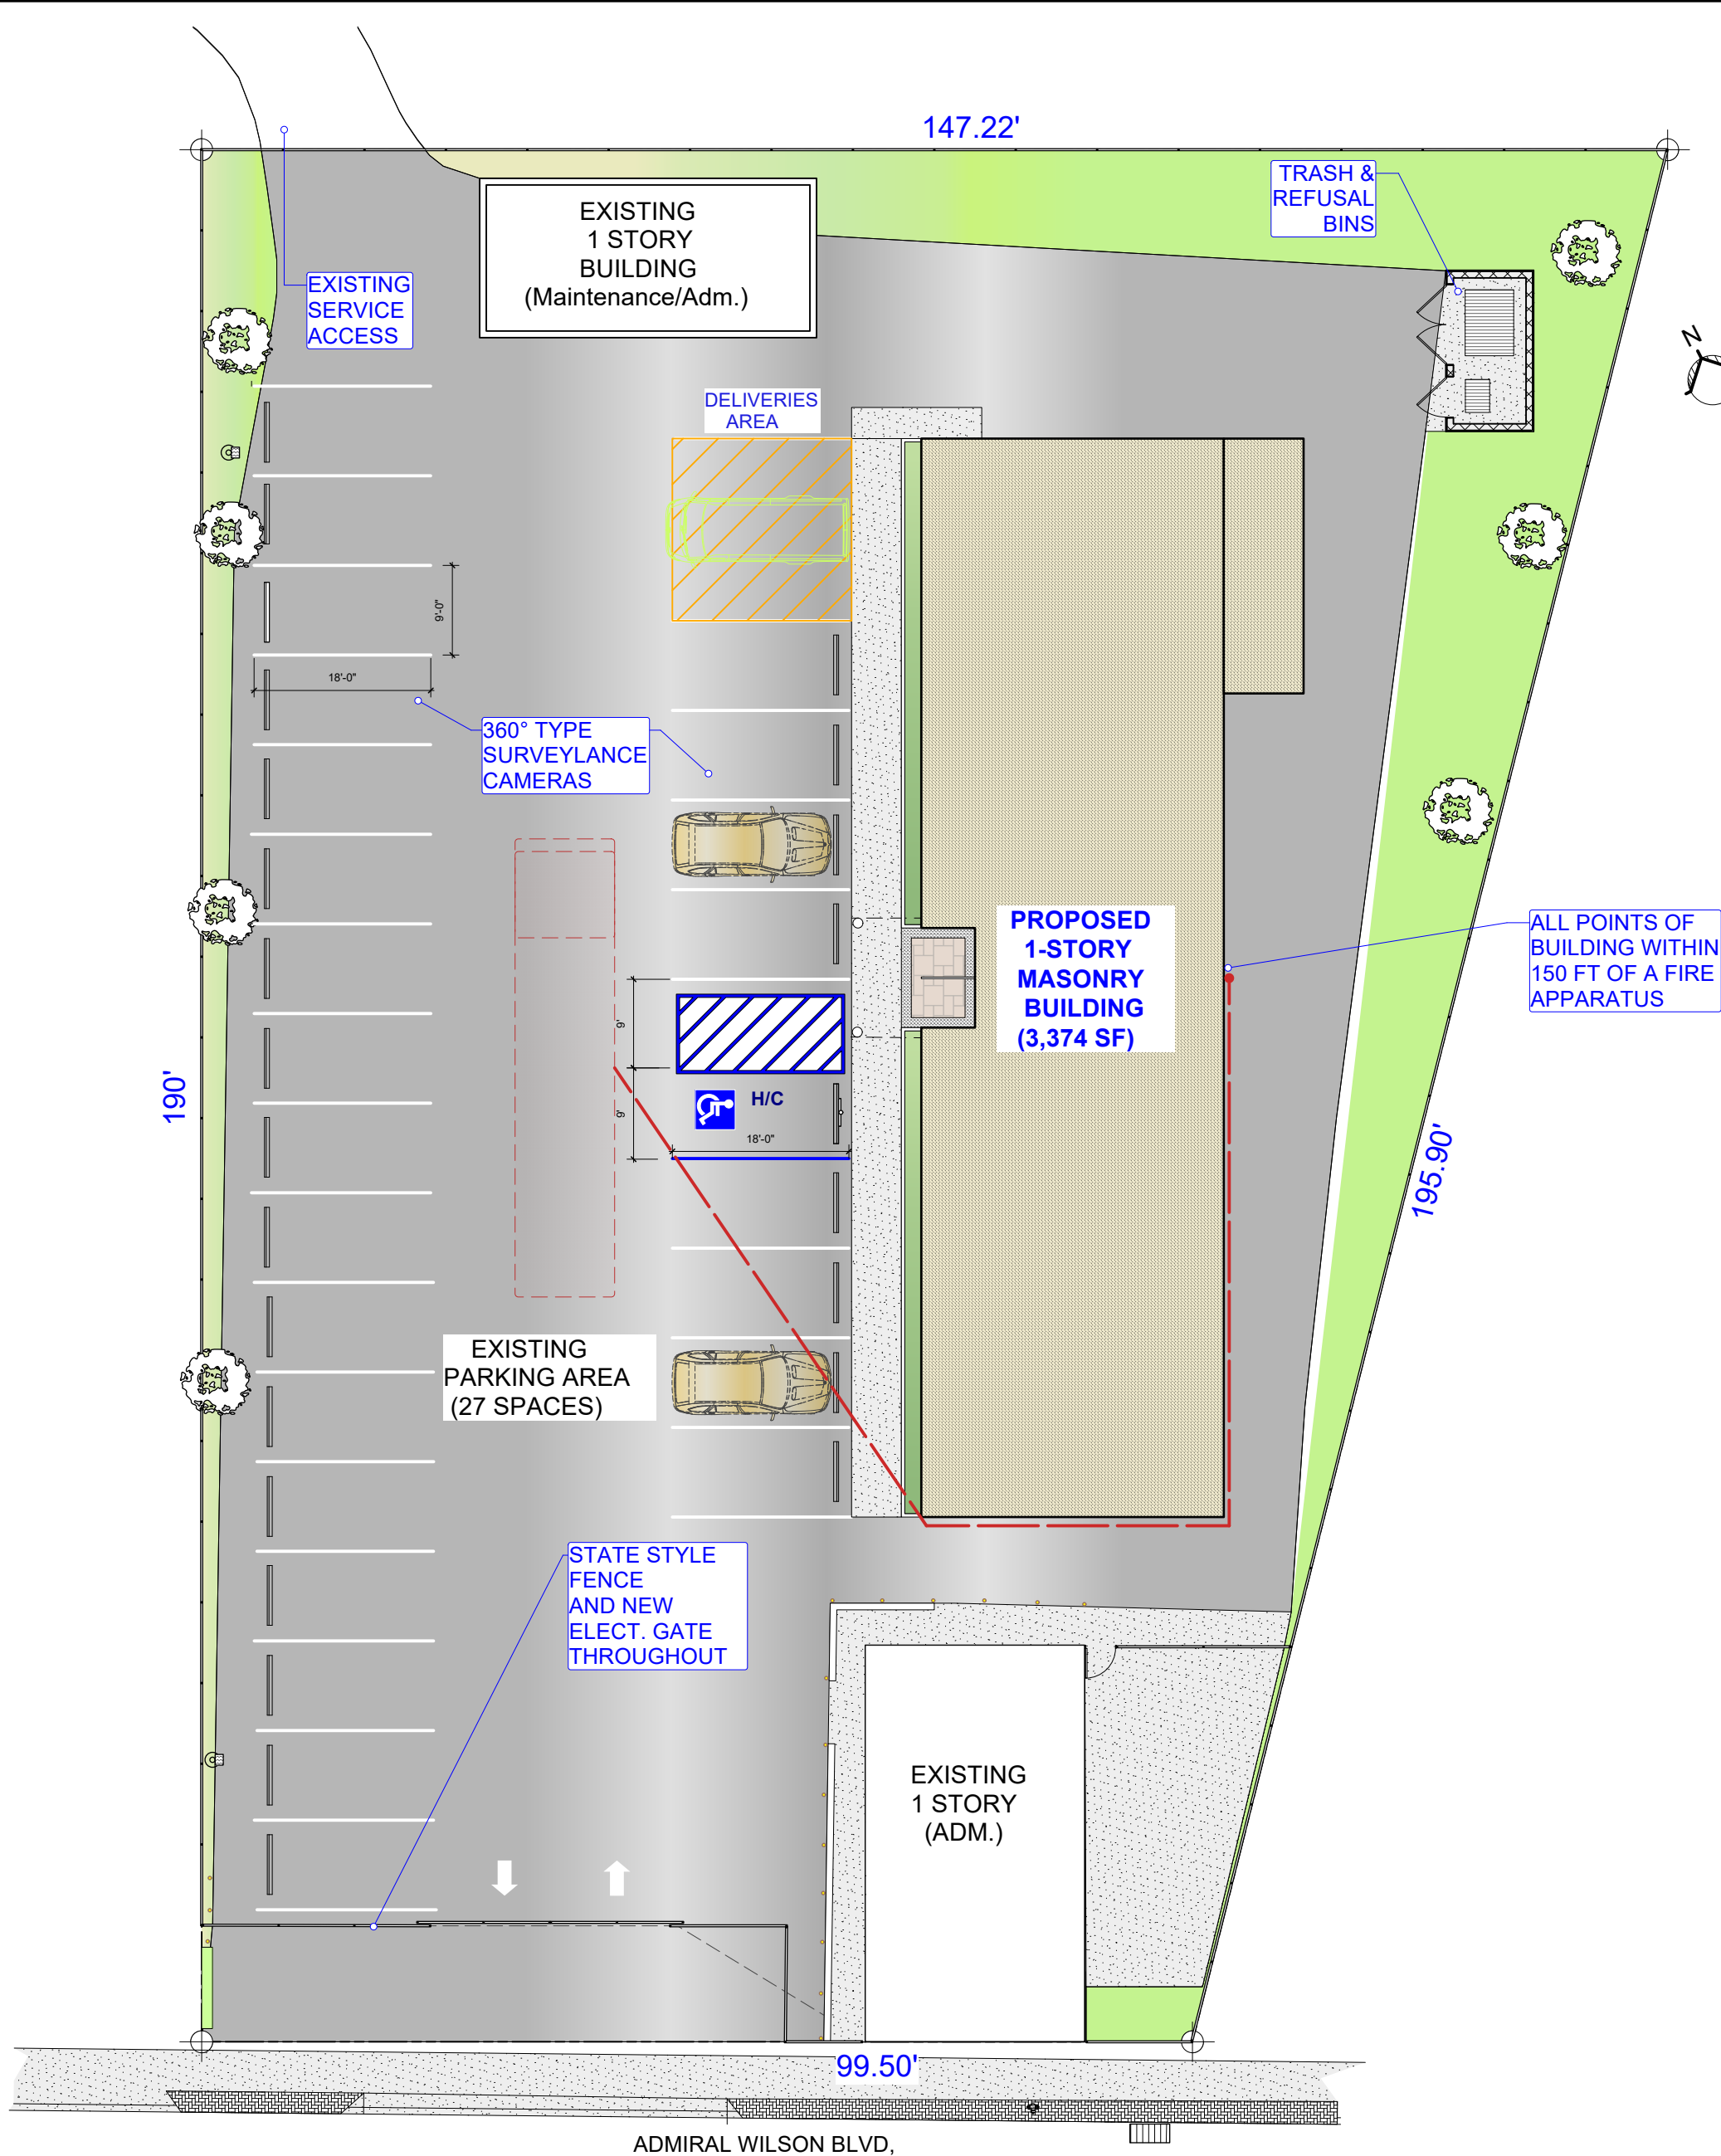 147.22'
TRASH &
REFUSAL
BINS
EXISTING
1 STORY
BUILDING
(Maintenance/Adm.)
N
EXISTING
SERVICE
ACCESS
DELIVERIES
AREA
9'-0"
18'-0"
360° TYPE
SURVEYLANCE
CAMERAS
PROPOSED
1-STORY
MASONRY
BUILDING
(3,374 SF)
ALL POINTS OF
BUILDING WITHIN
150 FT OF A FIRE
APPARATUS
9'
9'
H/C
18'-0"
190'
195.90'
EXISTING
PARKING AREA
(27 SPACES)
STATE STYLE
FENCE
AND NEW
ELECT. GATE
THROUGHOUT
EXISTING
1 STORY
(ADM.)
99.50'
ADMIRAL WILSON BLVD,